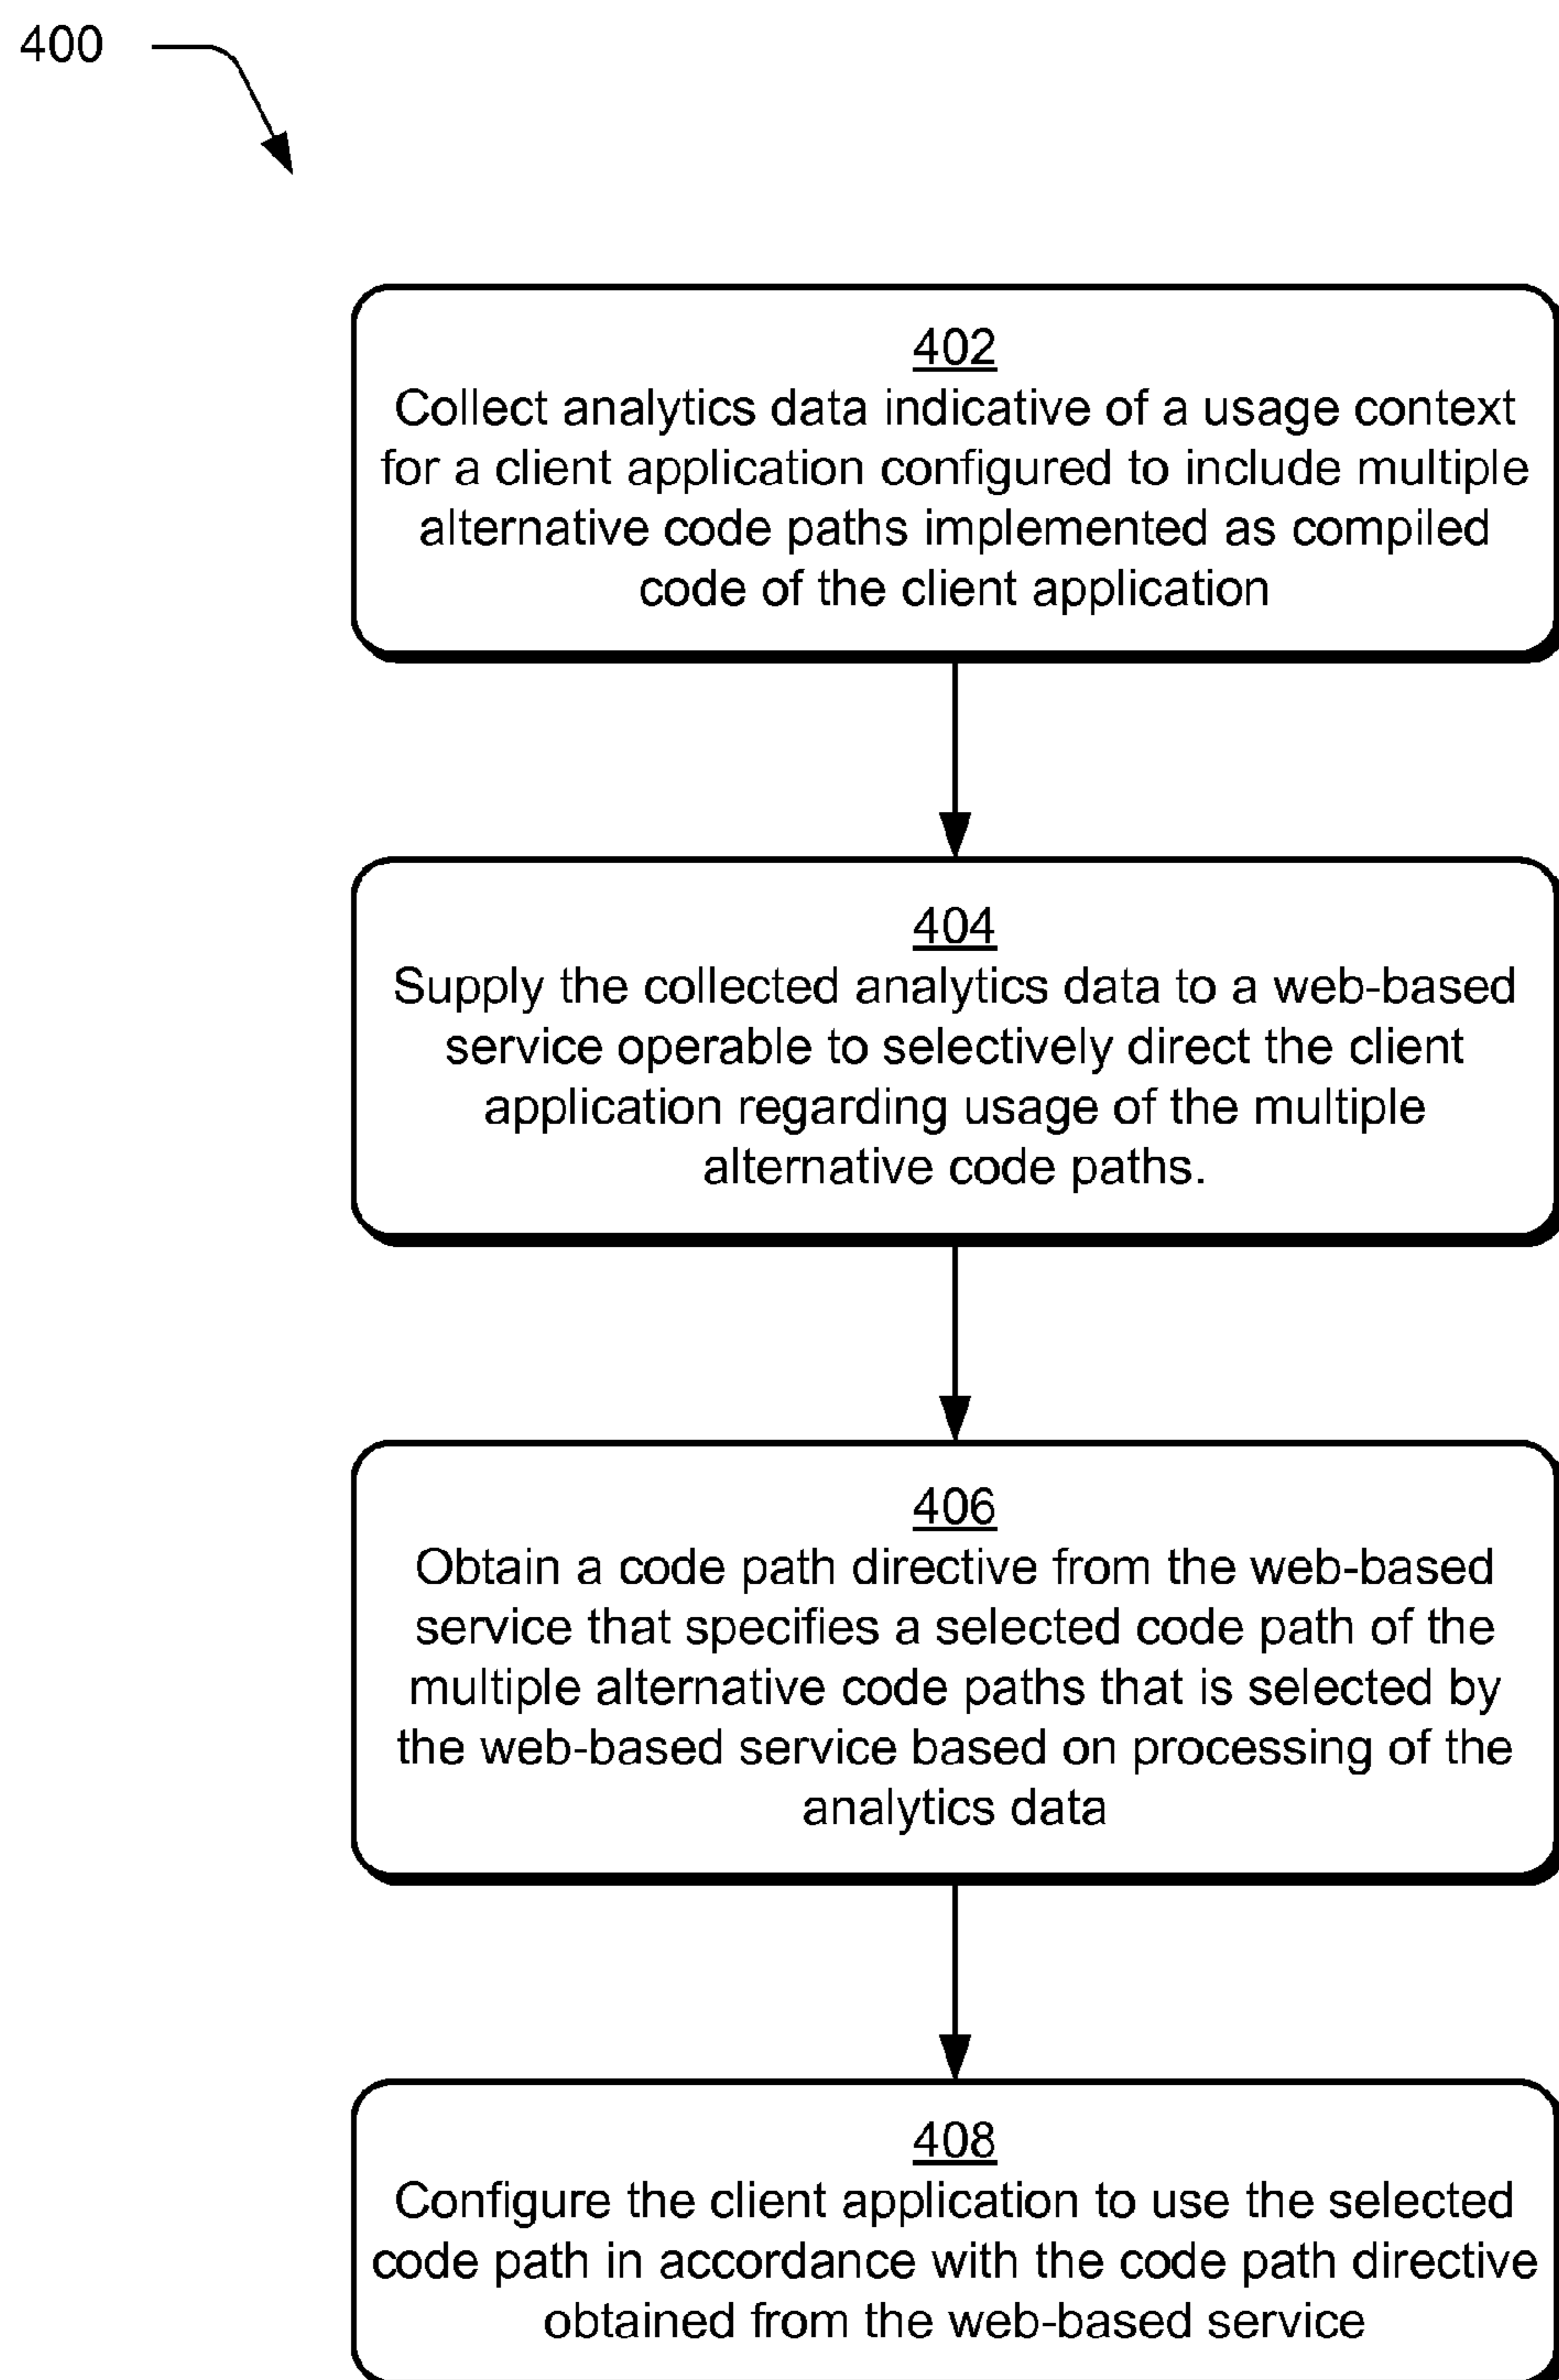 400
402
Collect analytics data indicative of a usage context
for a client application configured to include multiple
alternative code paths implemented as compiled
code of the client application
404
Supply the collected analytics data to a web-based
service operable to selectively direct the client
application regarding usage of the multiple
alternative code paths.
406
Obtain a code path directive from the web-based
service that specifies a selected code path of the
multiple alternative code paths that is selected by
the web-based service based on processing of the
analytics data
408
Configure the client application to use the selected
code path in accordance with the code path directive
obtained from the web-based service